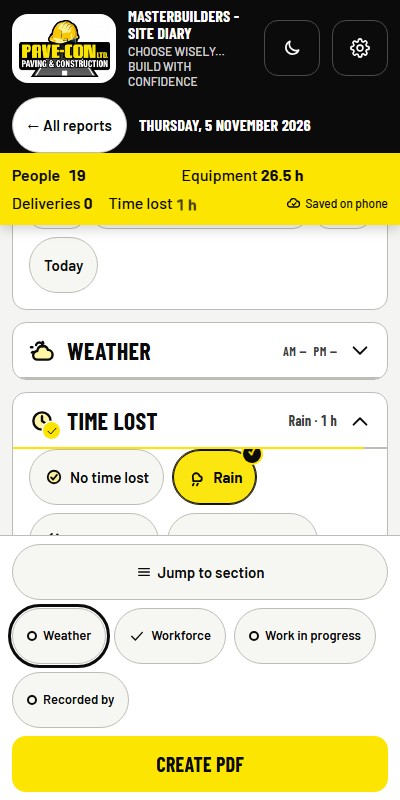 MASTERBUILDERS -
SITE DIARY
CHOOSE WISELY...
BUILD WITH
CONFIDENCE
PAVE-CON LTD.
PAVING & CONSTRUCTION
← All reports
THURSDAY, 5 NOVEMBER 2026
People 19
Equipment 26.5 h
Deliveries 0
Time lost 1 h
Saved on phone
Today
WEATHER
AM – PM –
TIME LOST
Rain · 1 h
No time lost
Rain
Jump to section
Weather
Workforce
Work in progress
Recorded by
CREATE PDF